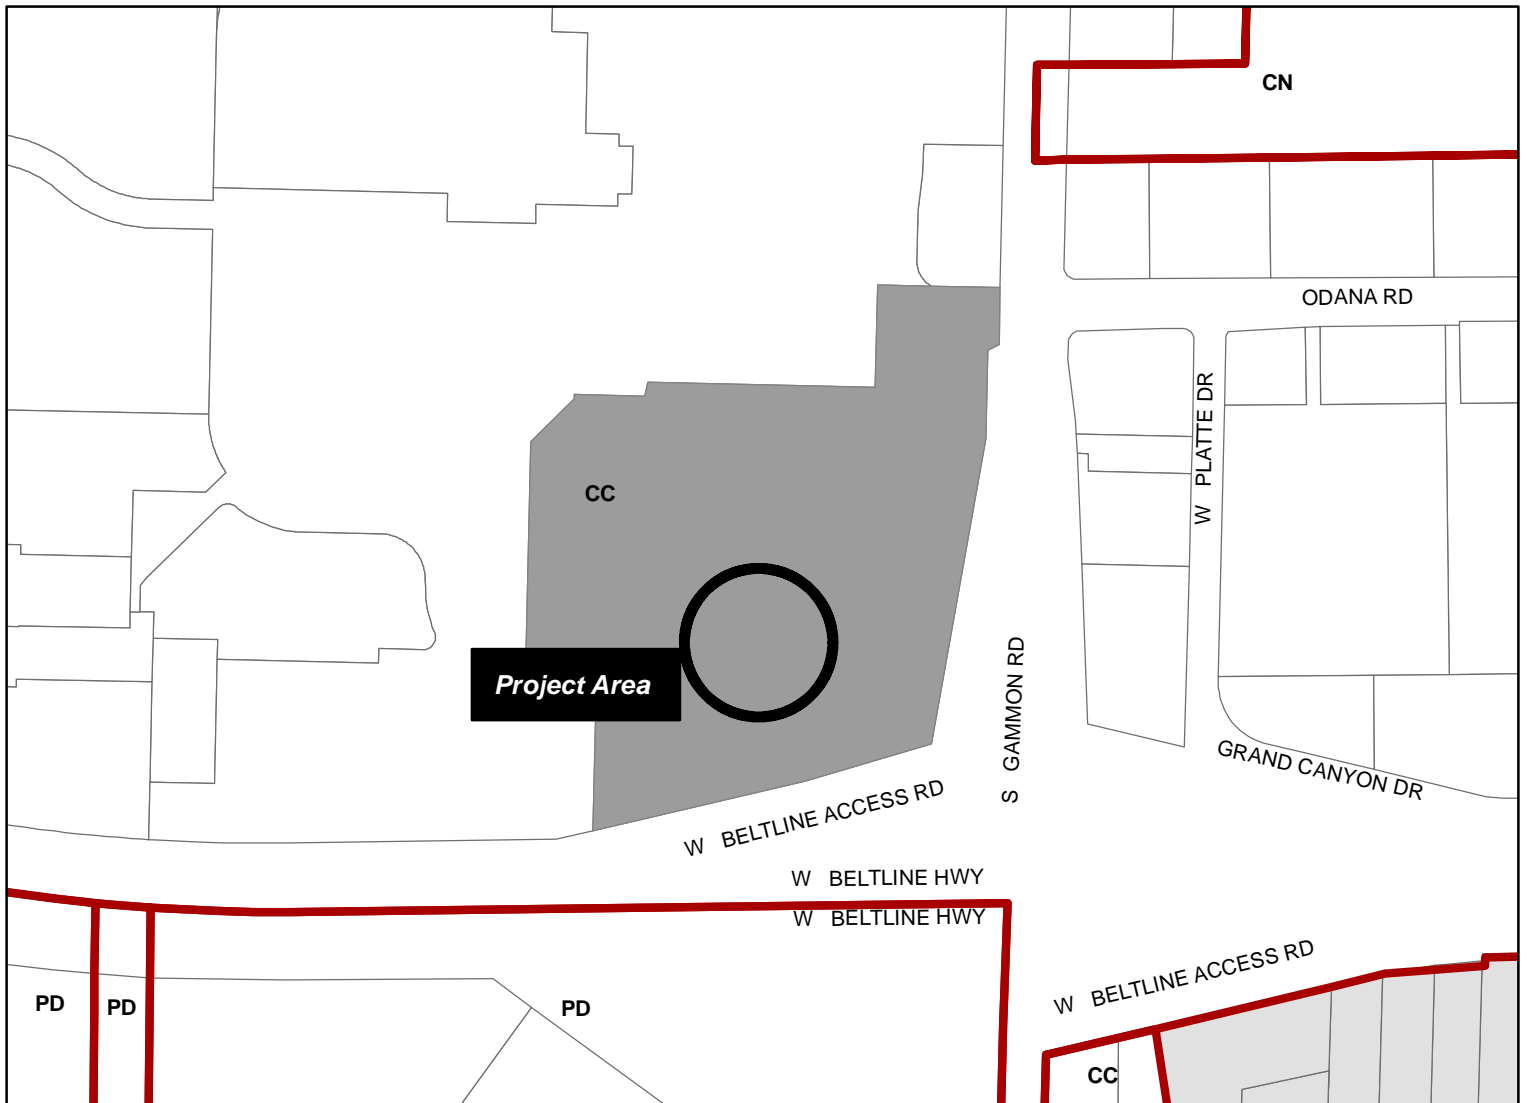 CN
ODANA RD
W PLATTE DR
CC
Project Area
S GAMMON RD
GRAND CANYON DR
W BELTLINE ACCESS RD
W BELTLINE HWY
W BELTLINE HWY
W BELTLINE ACCESS RD
PD
PD
PD
CC